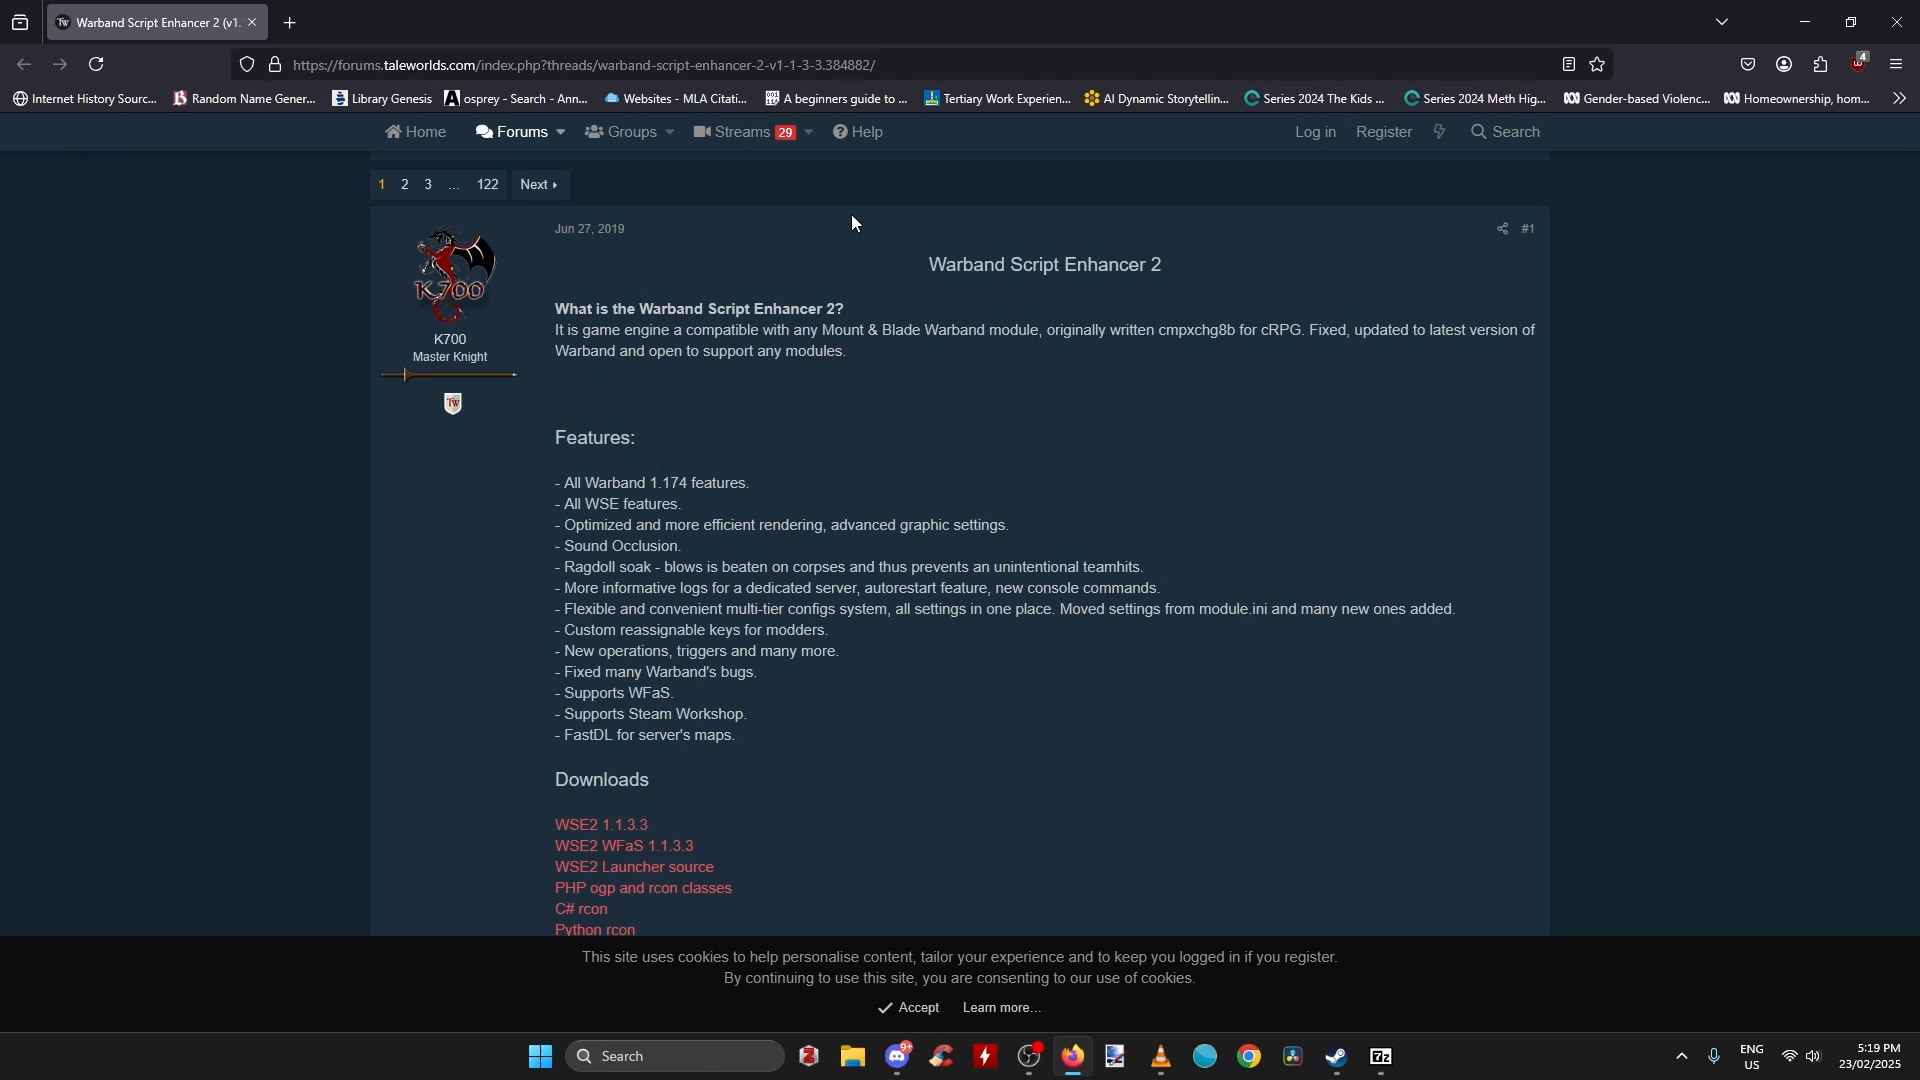 Warband Script Enhancer 2 (v1.
https://forums.taleworlds.com/index.php?threads/warband-script-enhancer-2-v1-1-3-3.384882/
4
Internet History Sourc...
Random Name Gener...
Library Genesis
osprey - Search - Ann...
Websites - MLA Citati...
A beginners guide to ...
Tertiary Work Experien...
AI Dynamic Storytellin...
Series 2024 The Kids ...
Series 2024 Meth Hig...
Gender-based Violenc...
Homeownership, hom...
Home
Forums
Groups
Streams 29
Help
Log in
Register
Search
1 2 3 ... 122 Next
K700
K700
Master Knight
TW
Jun 27, 2019
#1
Warband Script Enhancer 2
What is the Warband Script Enhancer 2?
It is game engine a compatible with any Mount & Blade Warband module, originally written cmpxchg8b for cRPG. Fixed, updated to latest version of
Warband and open to support any modules.
Features:
- All Warband 1.174 features.
- All WSE features.
- Optimized and more efficient rendering, advanced graphic settings.
- Sound Occlusion.
- Ragdoll soak - blows is beaten on corpses and thus prevents an unintentional teamhits.
- More informative logs for a dedicated server, autorestart feature, new console commands.
- Flexible and convenient multi-tier configs system, all settings in one place. Moved settings from module.ini and many new ones added.
- Custom reassignable keys for modders.
- New operations, triggers and many more.
- Fixed many Warband's bugs.
- Supports WFaS.
- Supports Steam Workshop.
- FastDL for server's maps.
Downloads
WSE2 1.1.3.3
WSE2 WFaS 1.1.3.3
WSE2 Launcher source
PHP ogp and rcon classes
C# rcon
Python rcon
This site uses cookies to help personalise content, tailor your experience and to keep you logged in if you register.
By continuing to use this site, you are consenting to our use of cookies.
Accept
Learn more...
Search
9+
7z
ENG
US
5:19 PM
23/02/2025